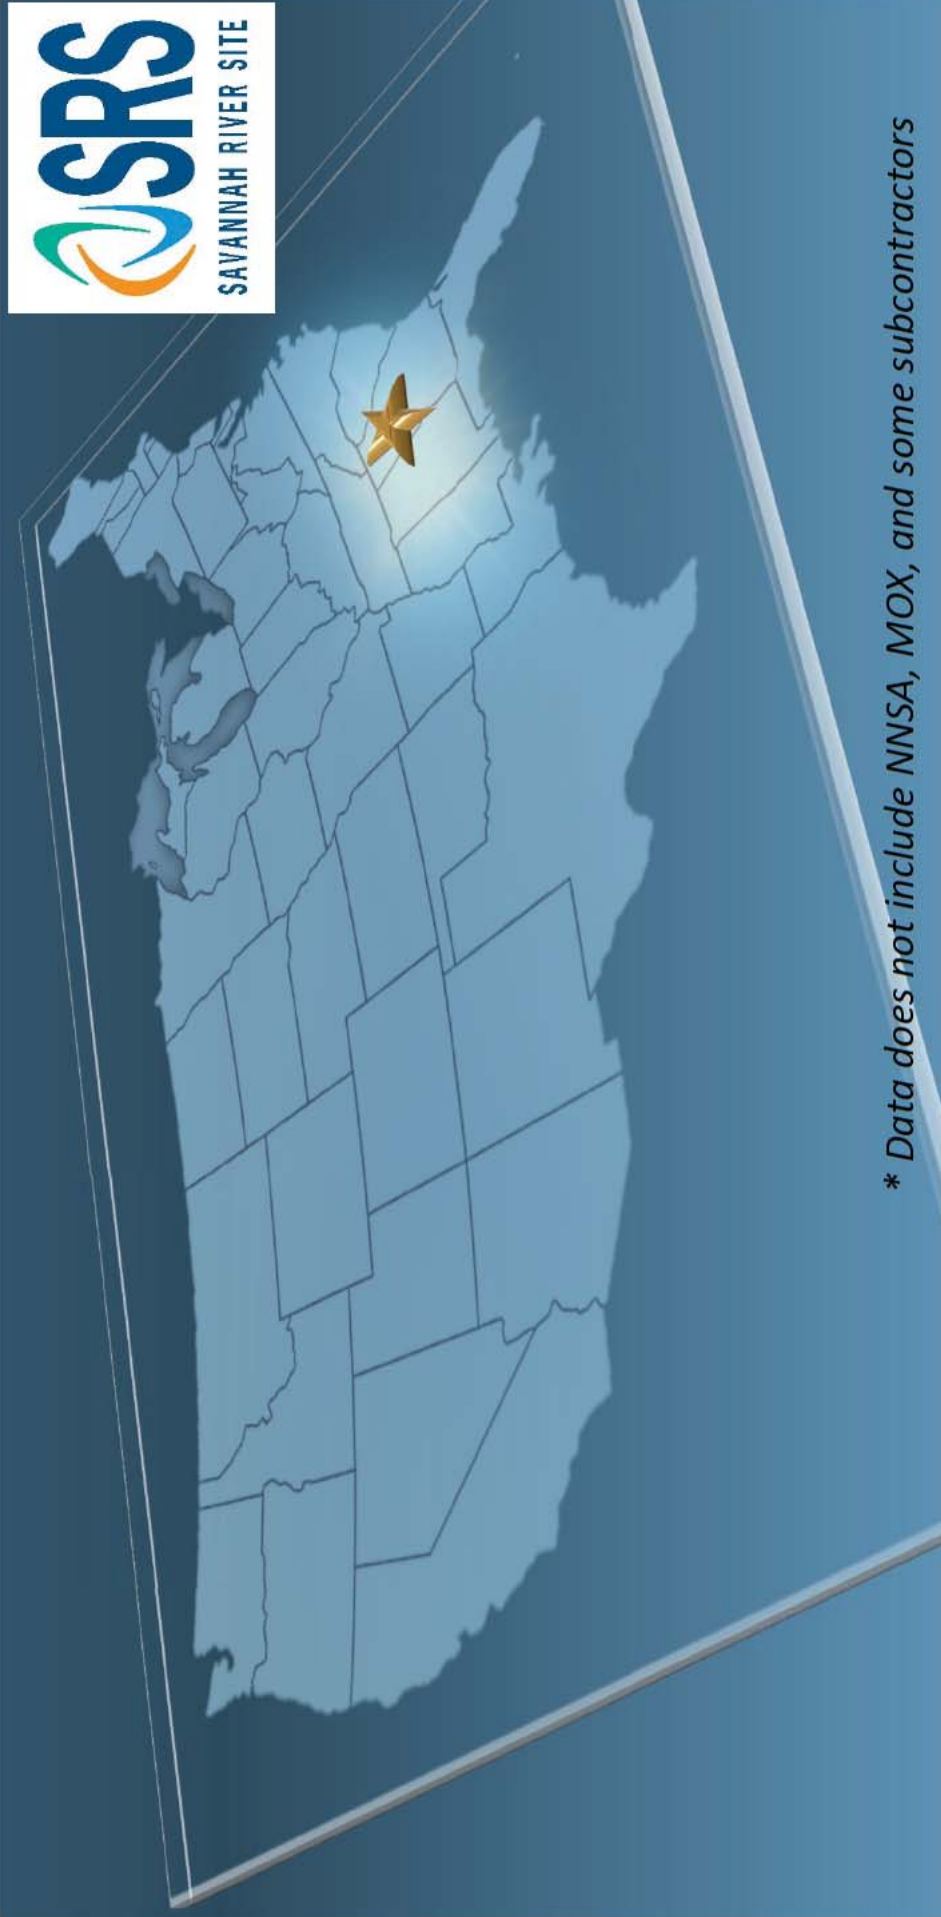 SRS
SAVANNAH RIVER SITE
* Data does not include NNSA, MOX, and some subcontractors